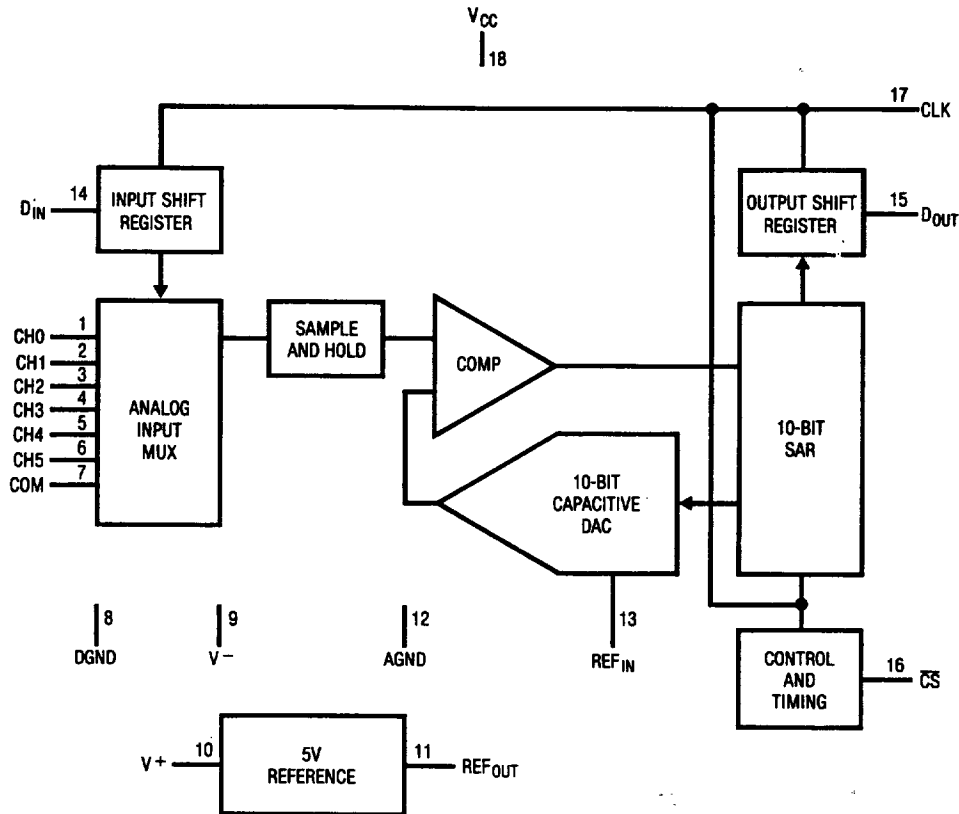 VCC
18
17
CLK
14
DIN
INPUT SHIFT
REGISTER
OUTPUT SHIFT
REGISTER
15
DOUT
CH0
1
CH1
2
CH2
3
CH3
4
CH4
5
CH5
6
COM
7
ANALOG
INPUT
MUX
SAMPLE
AND HOLD
COMP
10-BIT
SAR
10-BIT
CAPACITIVE
DAC
8
DGND
9
V−
12
AGND
13
REFIN
CONTROL
AND
TIMING
16
C̅S̅
V+
10
5V
REFERENCE
11
REFOUT